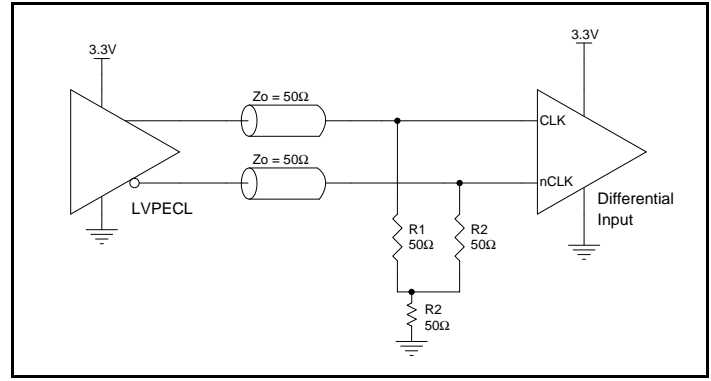 3.3V
3.3V
Zo = 50Ω
CLK
Zo = 50Ω
nCLK
LVPECL
Differential
Input
R1
50Ω
R2
50Ω
R2
50Ω